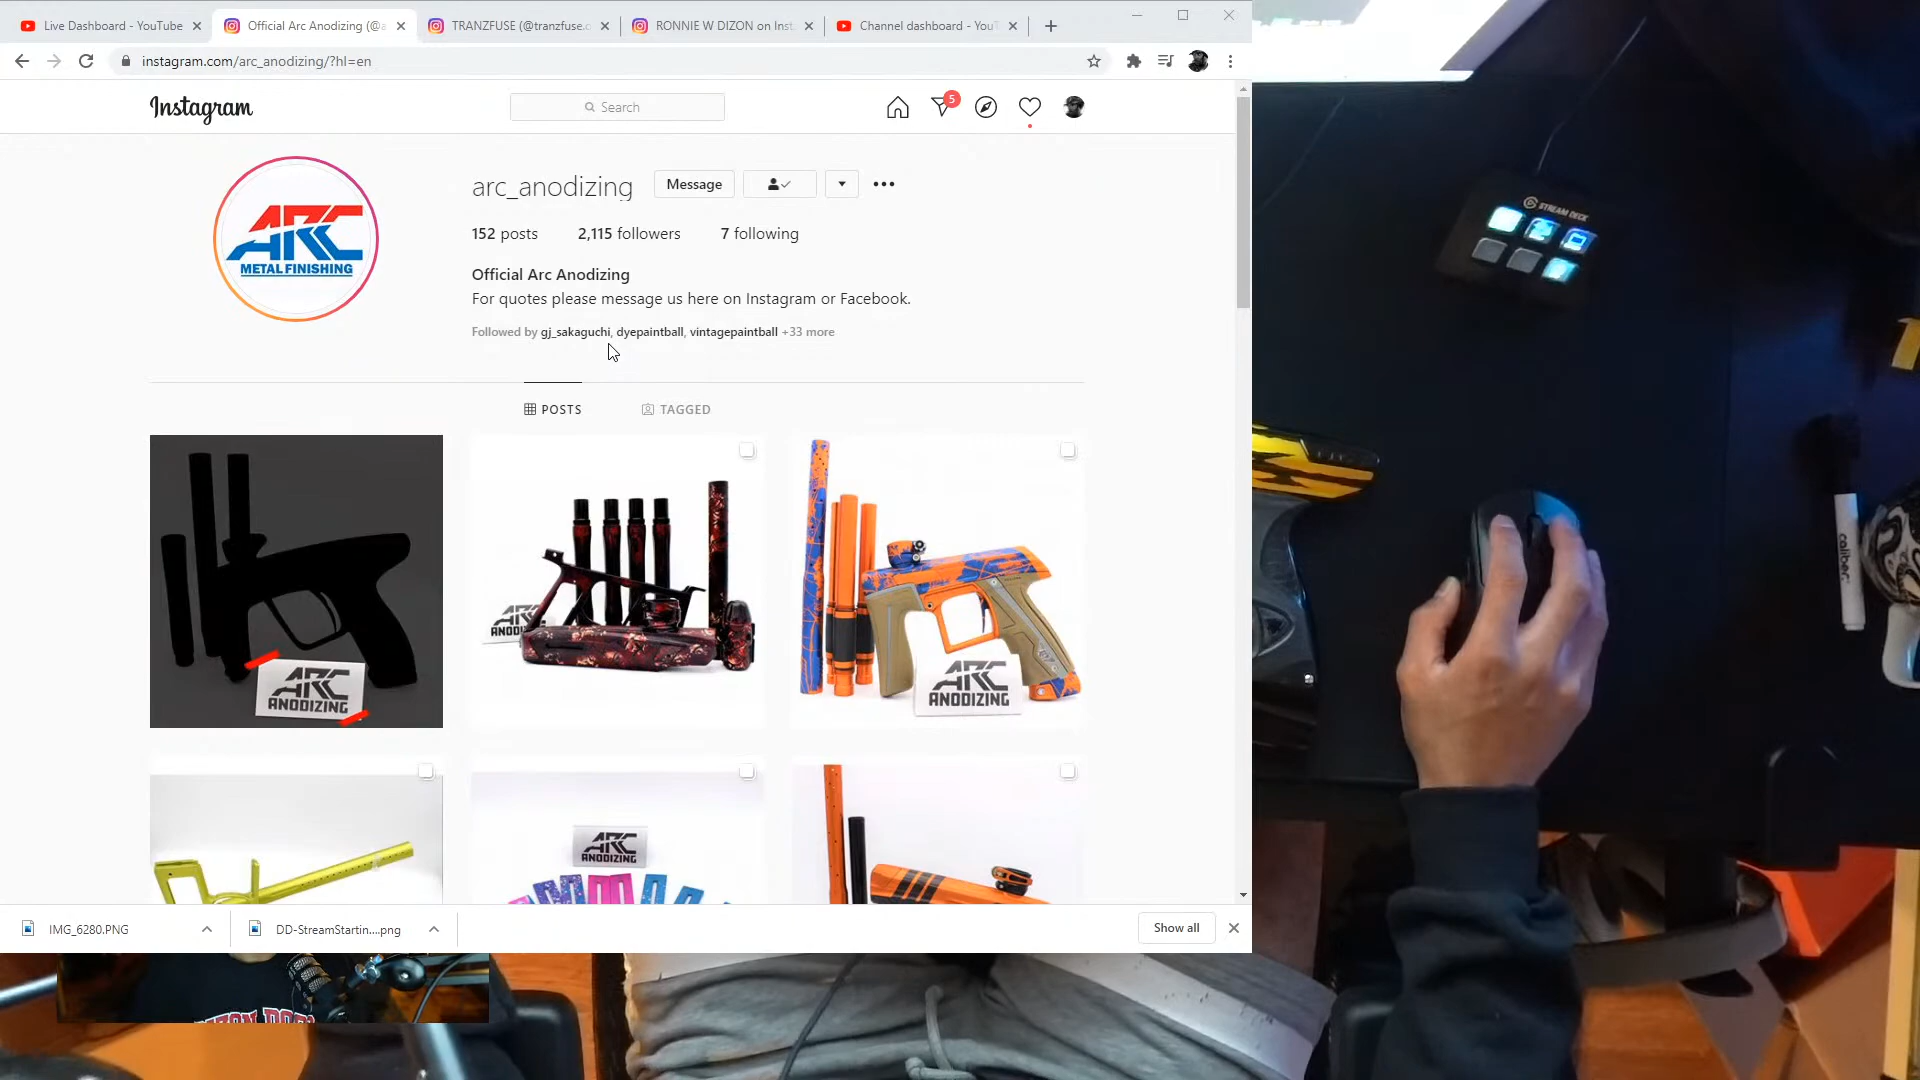 Live Dashboard - YouTube
Official Arc Anodizing (@a
TRANZFUSE (@tranzfuse.c
RONNIE W DIZON on Inst
Channel dashboard - YouT
instagram.com/arc_anodizing/?hl=en
Instagram
Search
5
ARC
METAL FINISHING
arc_anodizing
Message
152 posts
2,115 followers
7 following
Official Arc Anodizing
For quotes please message us here on Instagram or Facebook.
Followed by gj_sakaguchi, dyepaintball, vintagepaintball +33 more
POSTS
TAGGED
ARC
ANODIZING
ARC
ANODIZING
ARC
ANODIZING
IMG_6280.PNG
DD-StreamStartin....png
Show all
STREAM DECK
caliber